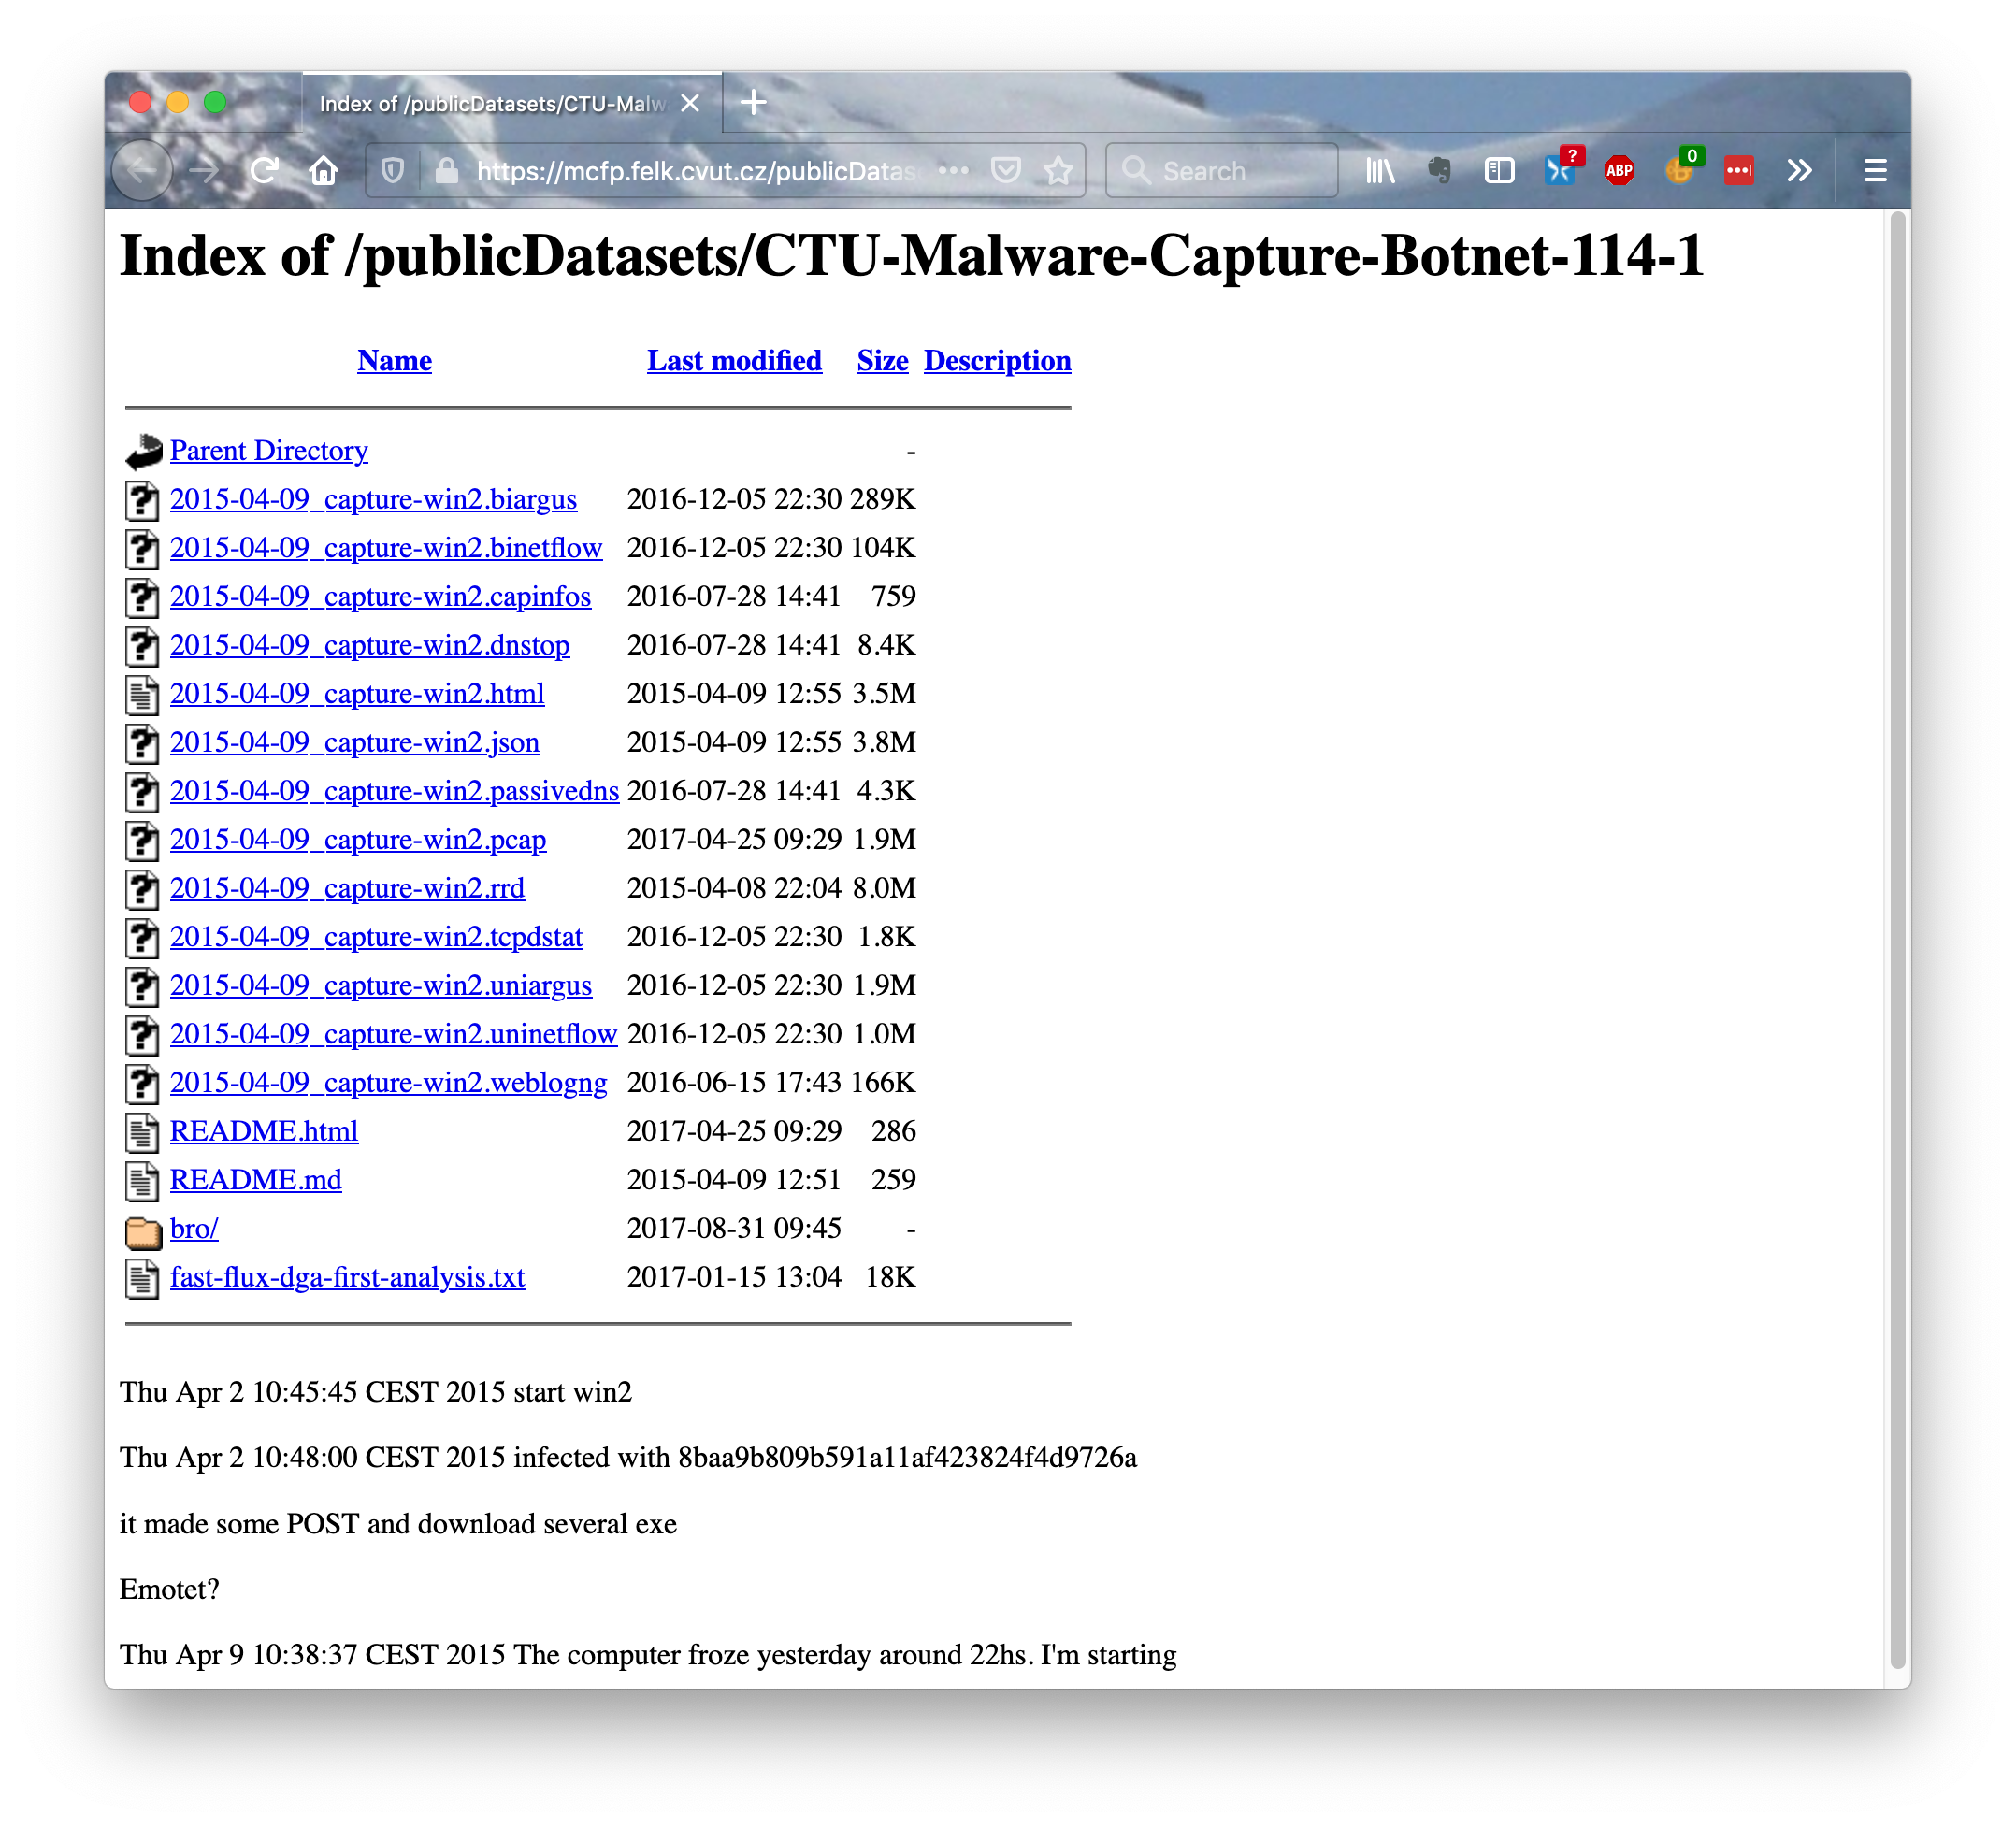 Index of /publicDatasets/CTU-Malw
https://mcfp.felk.cvut.cz/publicDatas
Search
?
ABP
0
Index of /publicDatasets/CTU-Malware-Capture-Botnet-114-1
Name Last modified Size Description
Parent Directory -
2015-04-09_capture-win2.biargus 2016-12-05 22:30 289K
2015-04-09_capture-win2.binetflow 2016-12-05 22:30 104K
2015-04-09_capture-win2.capinfos 2016-07-28 14:41 759
2015-04-09_capture-win2.dnstop 2016-07-28 14:41 8.4K
2015-04-09_capture-win2.html 2015-04-09 12:55 3.5M
2015-04-09_capture-win2.json 2015-04-09 12:55 3.8M
2015-04-09_capture-win2.passivedns 2016-07-28 14:41 4.3K
2015-04-09_capture-win2.pcap 2017-04-25 09:29 1.9M
2015-04-09_capture-win2.rrd 2015-04-08 22:04 8.0M
2015-04-09_capture-win2.tcpdstat 2016-12-05 22:30 1.8K
2015-04-09_capture-win2.uniargus 2016-12-05 22:30 1.9M
2015-04-09_capture-win2.uninetflow 2016-12-05 22:30 1.0M
2015-04-09_capture-win2.weblogng 2016-06-15 17:43 166K
README.html 2017-04-25 09:29 286
README.md 2015-04-09 12:51 259
bro/ 2017-08-31 09:45 -
fast-flux-dga-first-analysis.txt 2017-01-15 13:04 18K
Thu Apr 2 10:45:45 CEST 2015 start win2
Thu Apr 2 10:48:00 CEST 2015 infected with 8baa9b809b591a11af423824f4d9726a
it made some POST and download several exe
Emotet?
Thu Apr 9 10:38:37 CEST 2015 The computer froze yesterday around 22hs. I'm starting